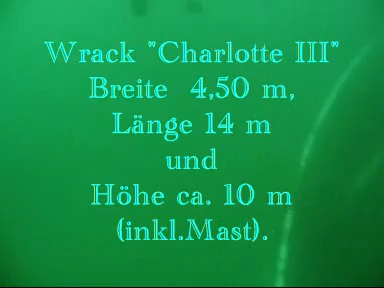 Wrack "Charlotte III"
Breite 4,50 m,
Länge 14 m
und
Höhe ca. 10 m
(inkl.Mast).